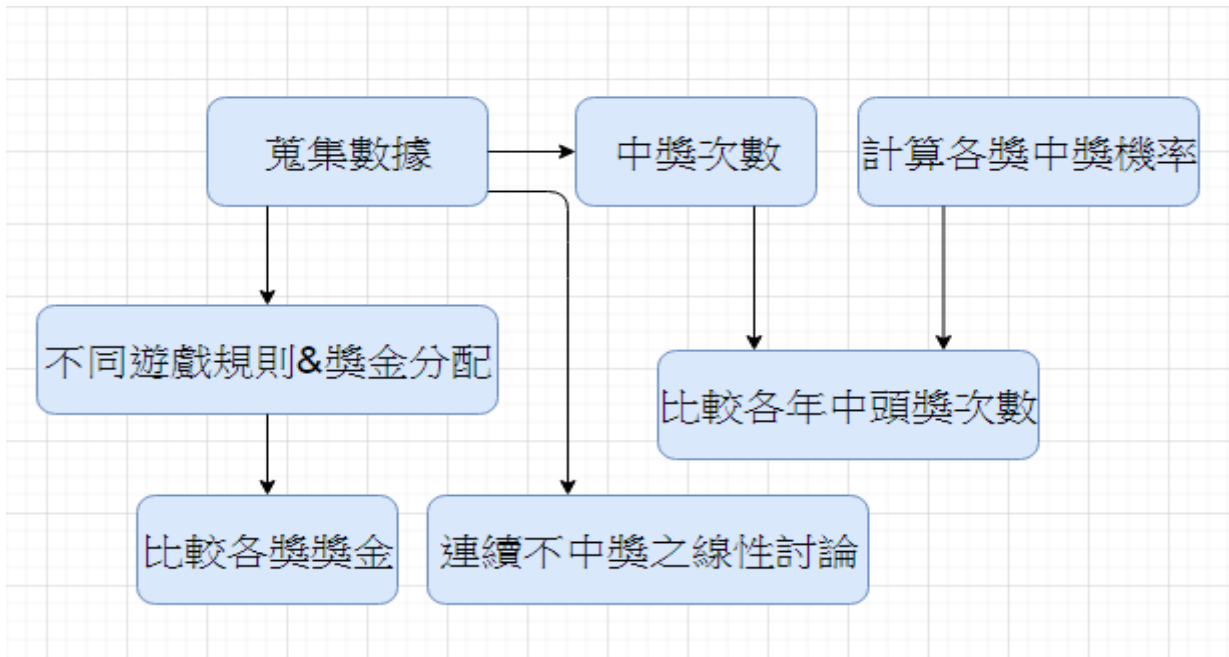 蒐集數據
中獎次數
計算各獎中獎機率
不同遊戲規則&獎金分配
比較各年中頭獎次數
比較各獎獎金
連續不中獎之線性討論